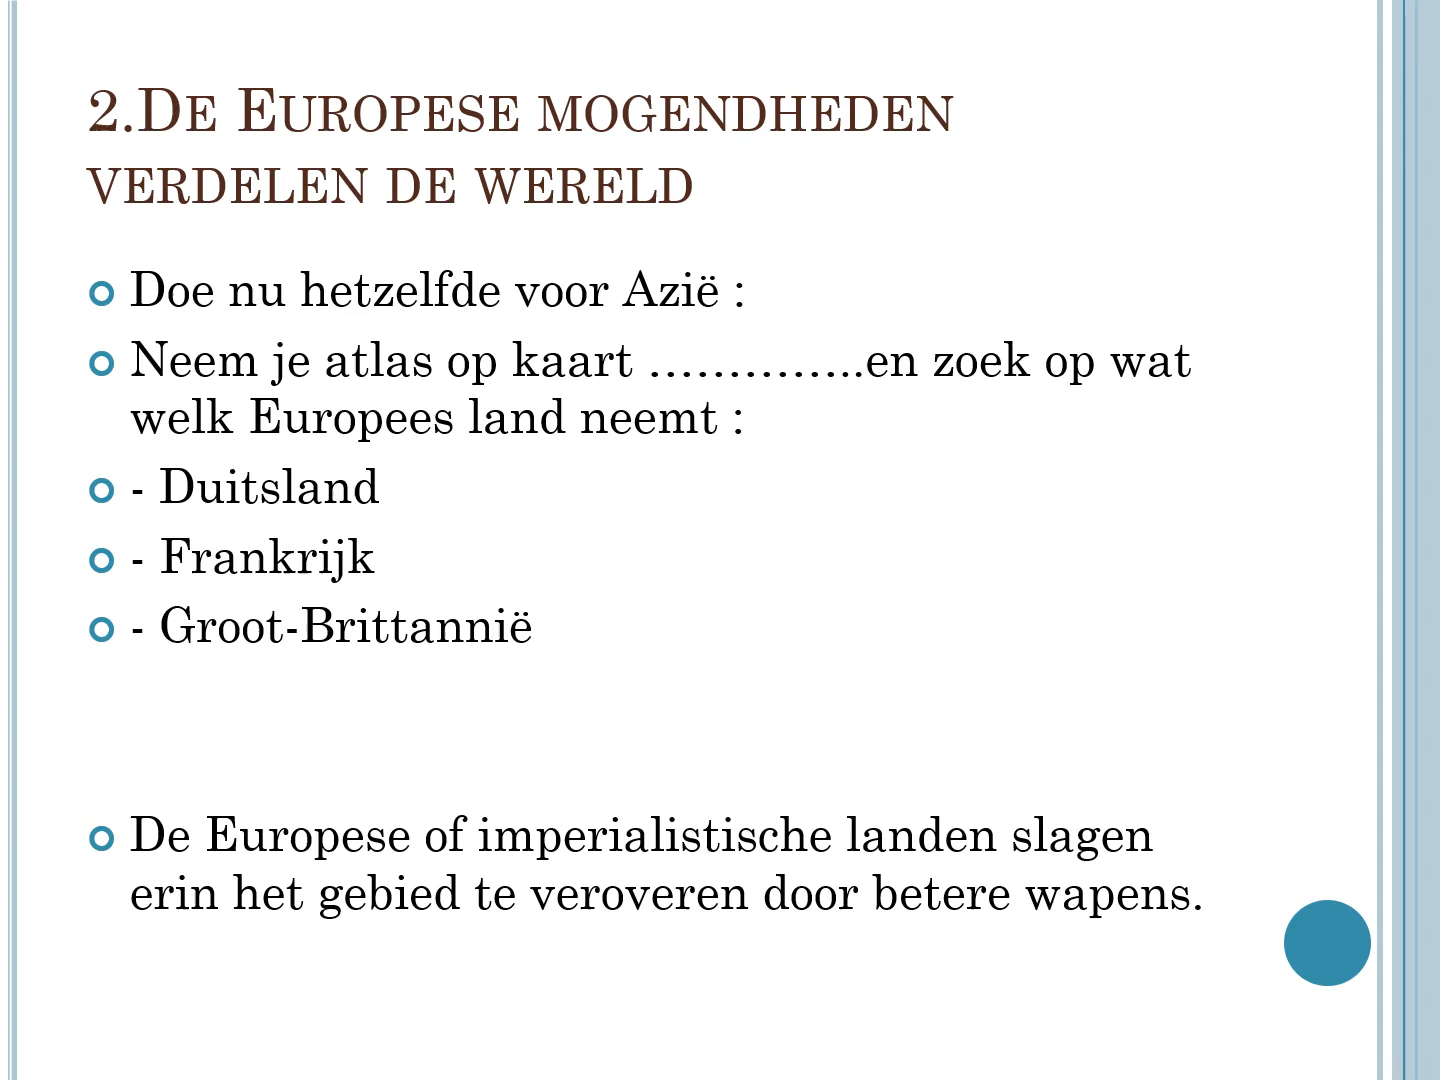 2.De Europese mogendheden
verdelen de wereld
Doe nu hetzelfde voor Azië :
Neem je atlas op kaart …………..en zoek op wat
welk Europees land neemt :
- Duitsland
- Frankrijk
- Groot-Brittannië
De Europese of imperialistische landen slagen
erin het gebied te veroveren door betere wapens.